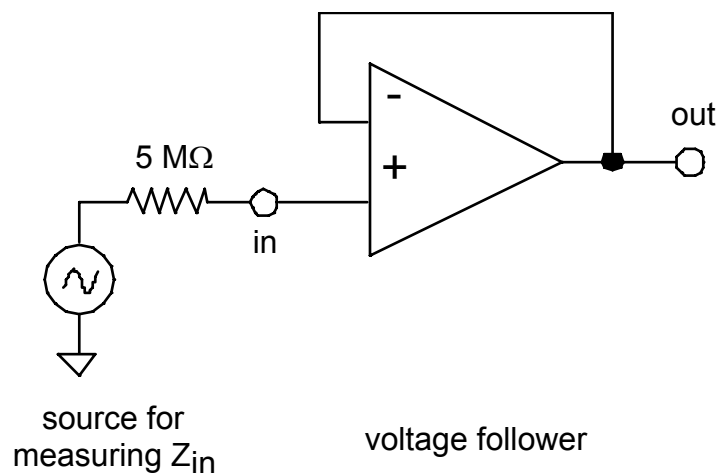 -
out
5 MΩ
+
in
source for
measuring Zin
voltage follower